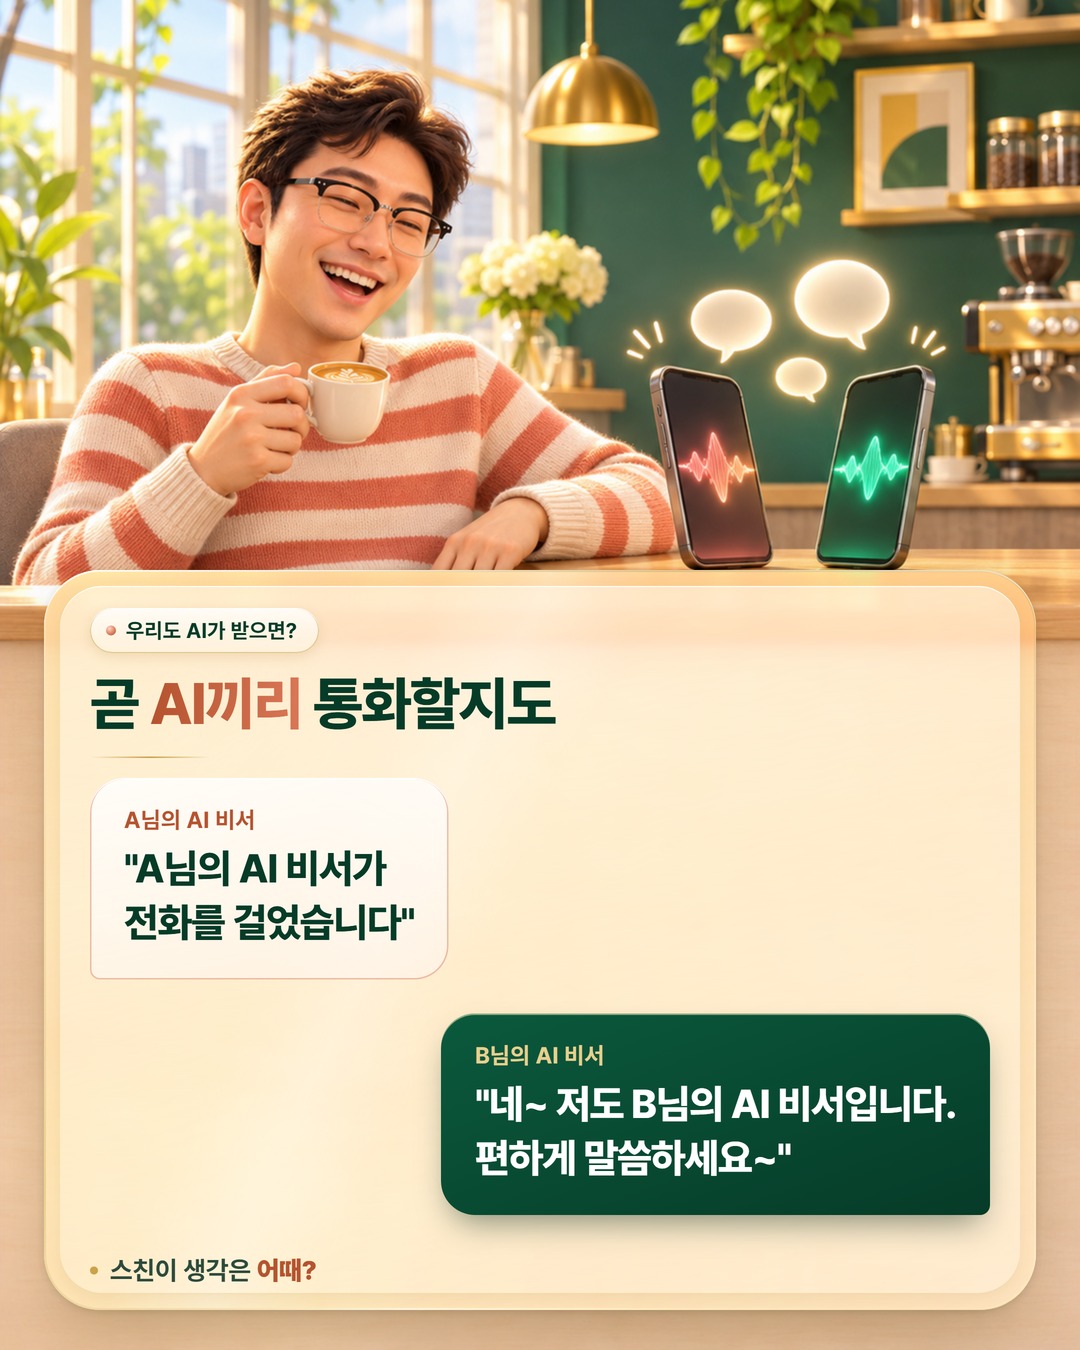 우리도 AI가 받으면?
곧 AI끼리 통화할지도
A님의 AI 비서
"A님의 AI 비서가
전화를 걸었습니다"
B님의 AI 비서
"네~ 저도 B님의 AI 비서입니다.
편하게 말씀하세요~"
스친이 생각은 어때?